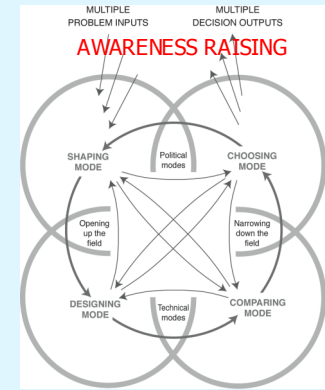 MULTIPLE
PROBLEM INPUTS
MULTIPLE
DECISION OUTPUTS
AWARENESS RAISING
SHAPING
MODE
Political
modes
CHOOSING
MODE
Opening
up the
field
Narrowing
down the
field
DESIGNING
MODE
Technical
modes
COMPARING
MODE